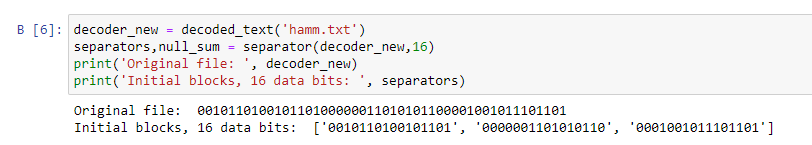 В [6]: decoder_new = decoded_text('hamm.txt')
separators,null_sum = separator(decoder_new,16)
print('Original file: ', decoder_new)
print('Initial blocks, 16 data bits: ', separators)
Original file:  001011010010110100000011010101100001001011101101
Initial blocks, 16 data bits:  ['0010110100101101', '0000001101010110', '0001001011101101']